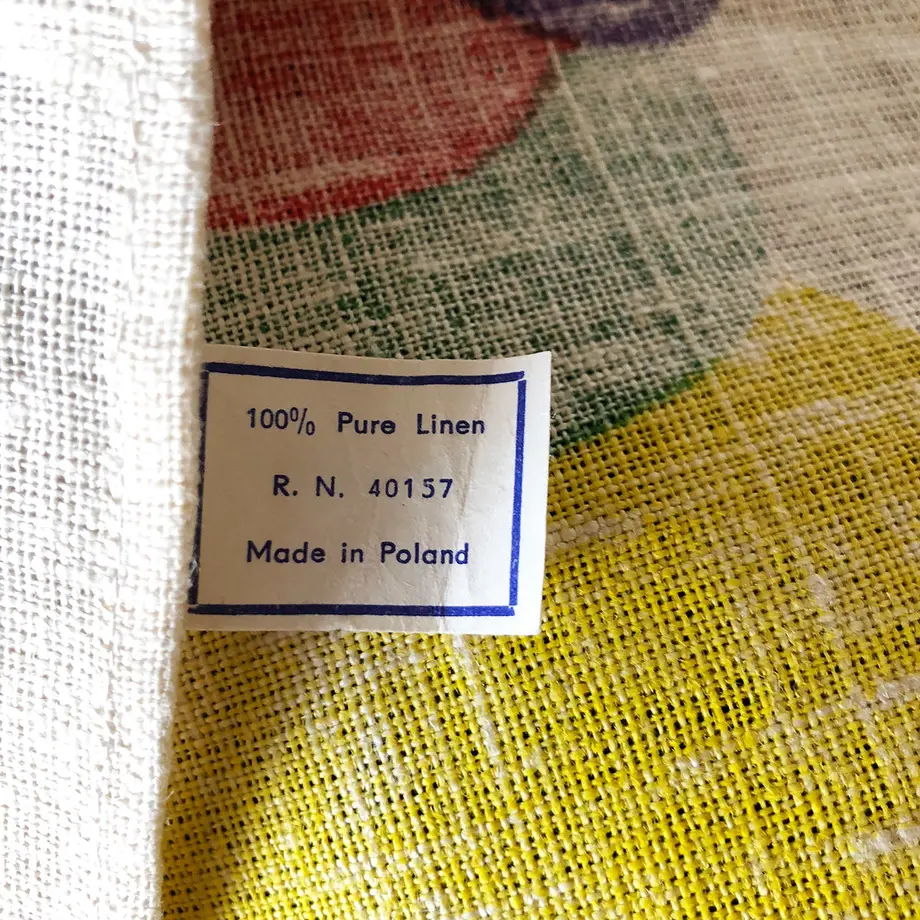 100% Pure Linen
R. N. 40157
Made in Poland